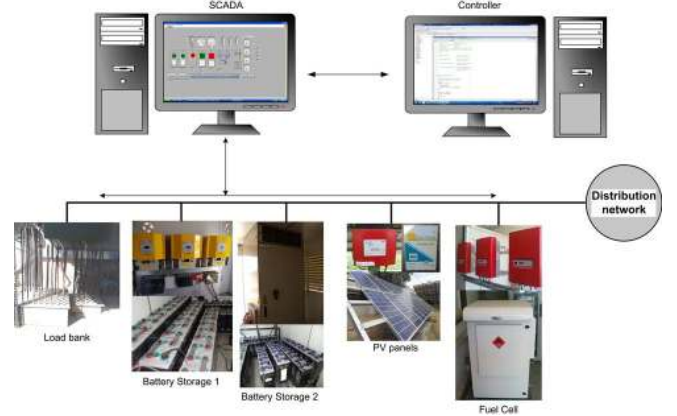 SCADA
Controller
Distribution
network
Load bank
Battery Storage 1
Battery Storage 2
PV panels
Fuel Cell